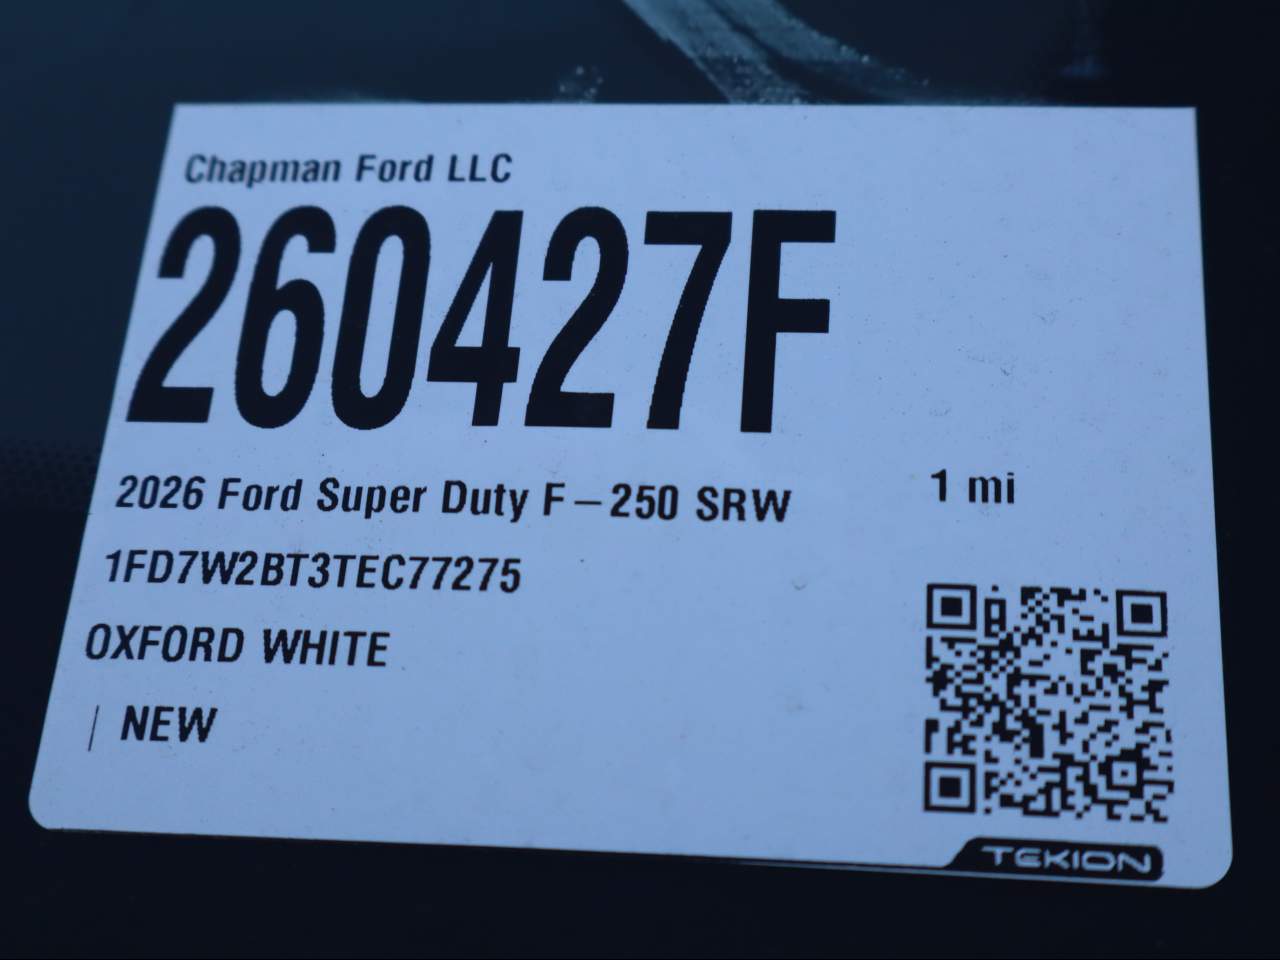 Chapman Ford LLC
260427F
2026 Ford Super Duty F-250 SRW
1 mi
1FD7W2BT3TEC77275
OXFORD WHITE
| NEW
TEKION